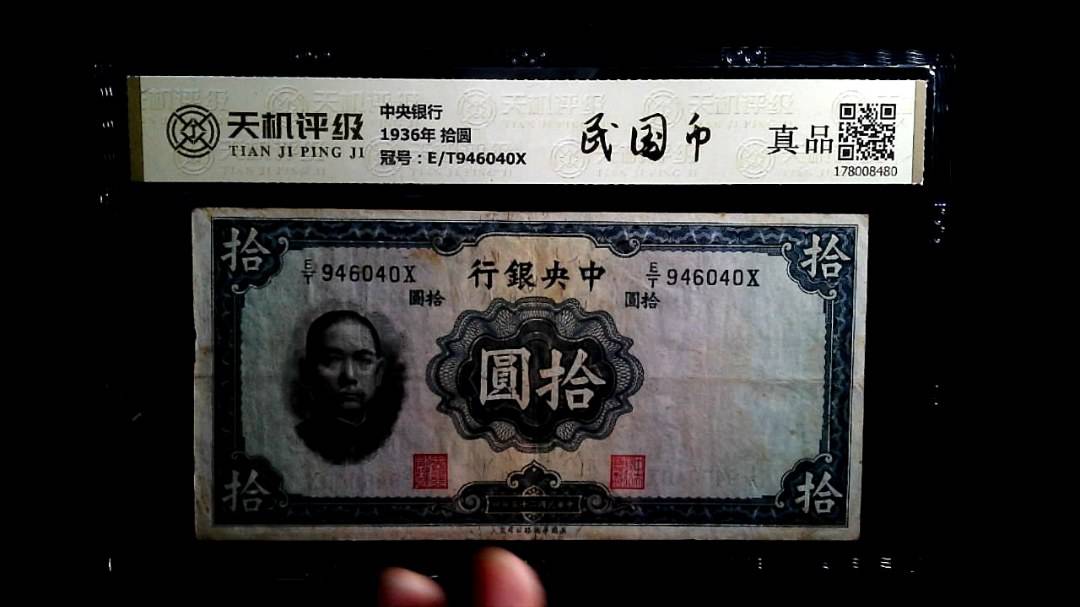 天机评级
TIAN JI PING JI
中央银行
1936年 拾圆
冠号：E/T946040X
民国币
真品
178008480
拾
拾
E/T 946040X
行銀央中
E/T 946040X
圓拾
圓拾
圓拾
拾
拾